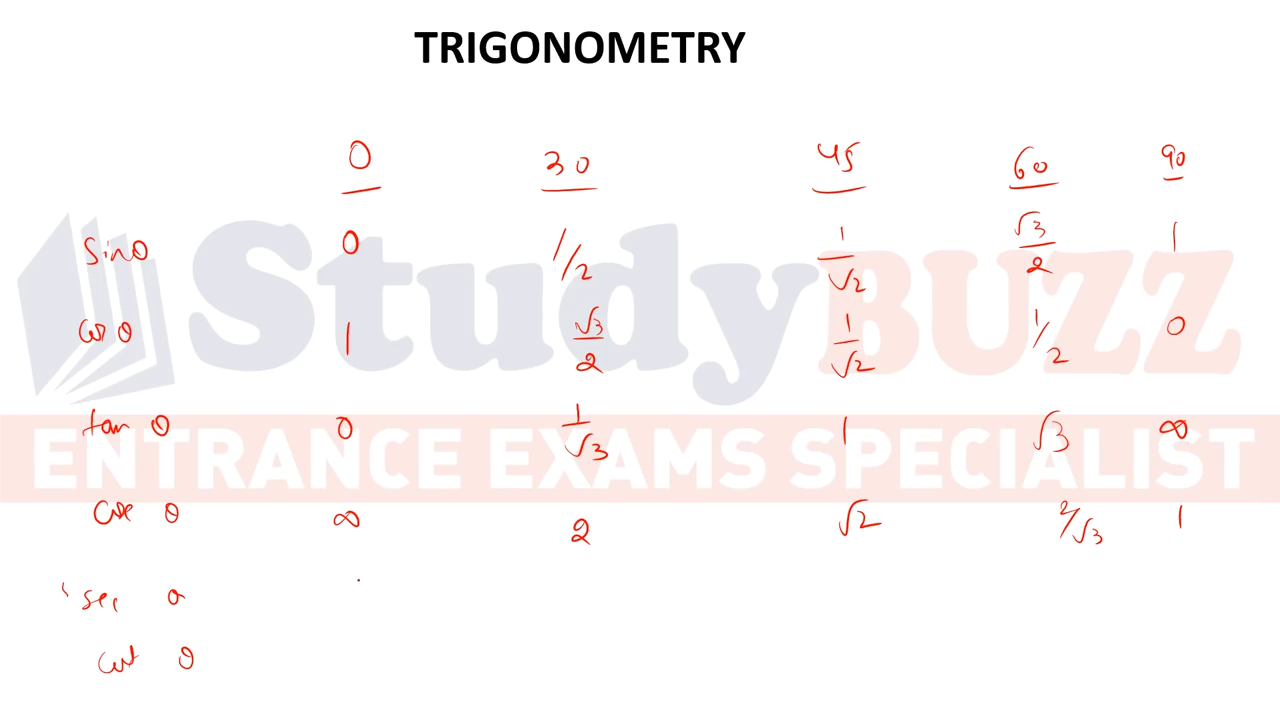 TRIGONOMETRY
0 30 45 60 90
Sinθ 0 1/2 1/√2 √3/2 1
cos θ 1 √3/2 1/√2 1/2 0
tan θ 0 1/√3 1 √3 ∞
θ ∞ 2 √2 2/√3 1
sec θ
cot θ
StudyBUZZ
ENTRANCE EXAMS SPECIALIST